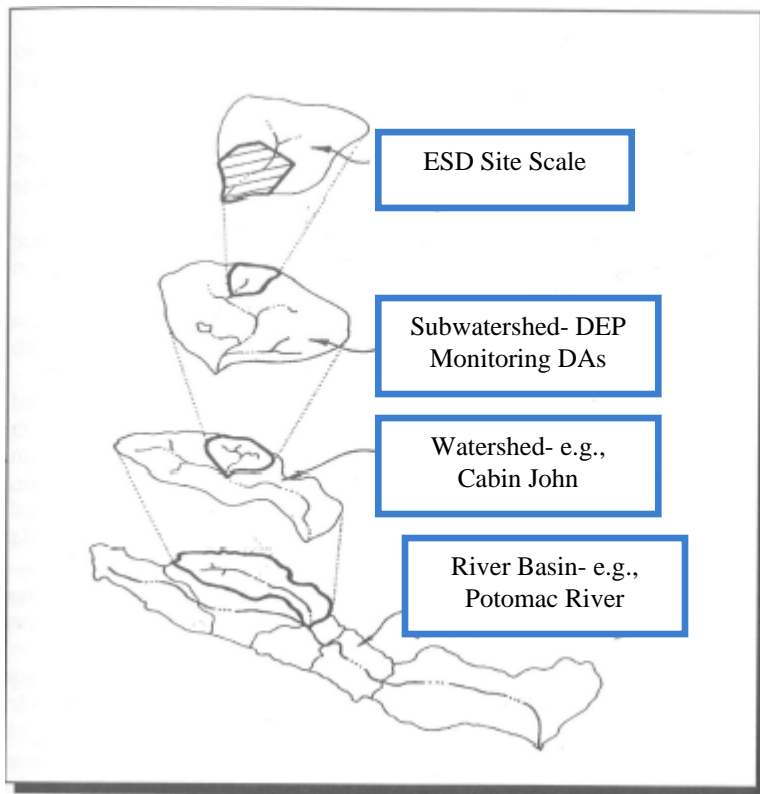 ESD Site Scale
Subwatershed- DEP
Monitoring DAs
Watershed- e.g.,
Cabin John
River Basin- e.g.,
Potomac River